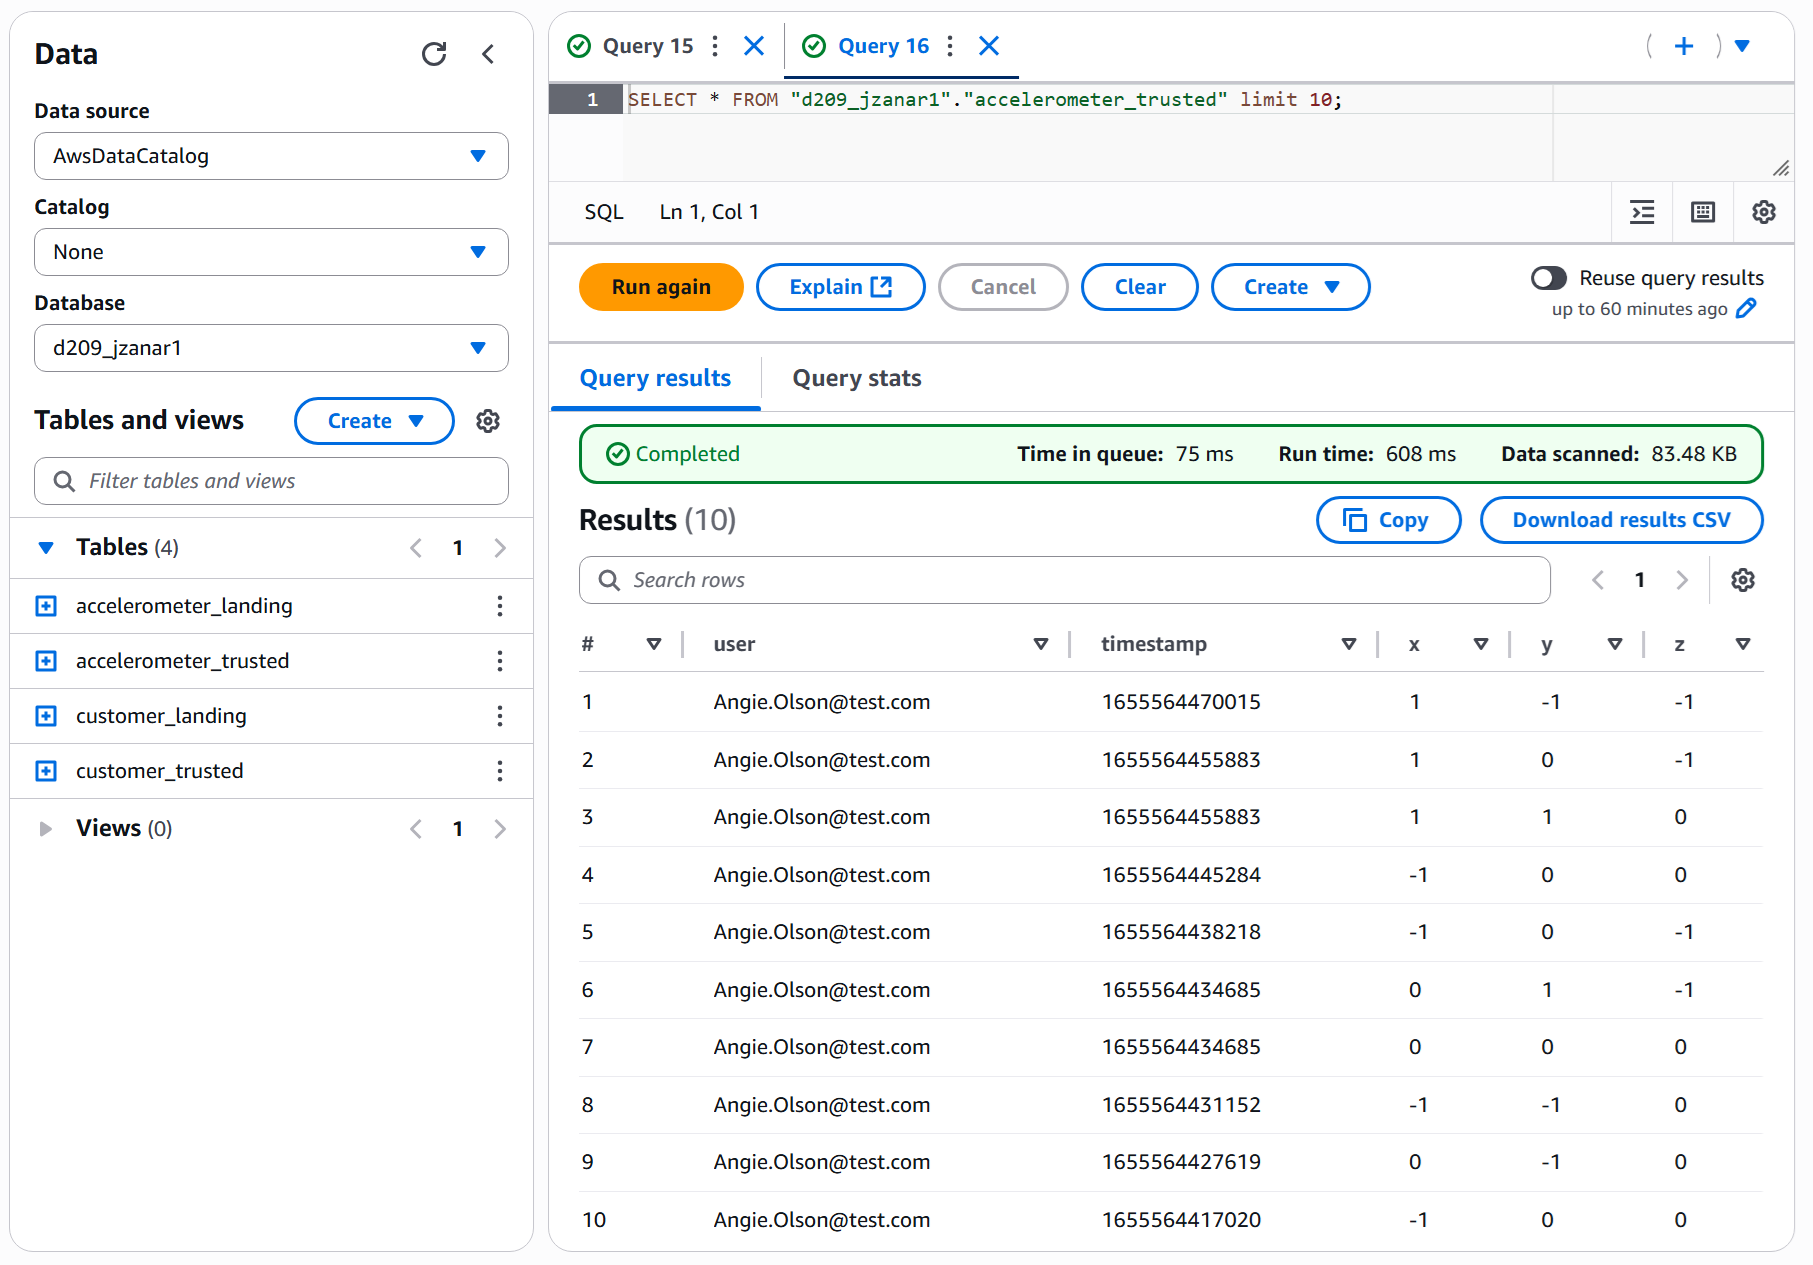 Data
Data source
AwsDataCatalog
Catalog
None
Database
d209_jzanar1
Tables and views
Create
Filter tables and views
Tables (4)
1
accelerometer_landing
accelerometer_trusted
customer_landing
customer_trusted
Views (0)
1
Query 15
Query 16
1 SELECT * FROM "d209_jzanar1"."accelerometer_trusted" limit 10;
SQL Ln 1, Col 1
Run again Explain Cancel Clear Create
Reuse query results
up to 60 minutes ago
Query results Query stats
Completed Time in queue: 75 ms Run time: 608 ms Data scanned: 83.48 KB
Results (10) Copy Download results CSV
Search rows 1
# user timestamp x y z
1 Angie.Olson@test.com 1655564470015 1 -1 -1
2 Angie.Olson@test.com 1655564455883 1 0 -1
3 Angie.Olson@test.com 1655564455883 1 1 0
4 Angie.Olson@test.com 1655564445284 -1 0 0
5 Angie.Olson@test.com 1655564438218 -1 0 -1
6 Angie.Olson@test.com 1655564434685 0 1 -1
7 Angie.Olson@test.com 1655564434685 0 0 0
8 Angie.Olson@test.com 1655564431152 -1 -1 0
9 Angie.Olson@test.com 1655564427619 0 -1 0
10 Angie.Olson@test.com 1655564417020 -1 0 0